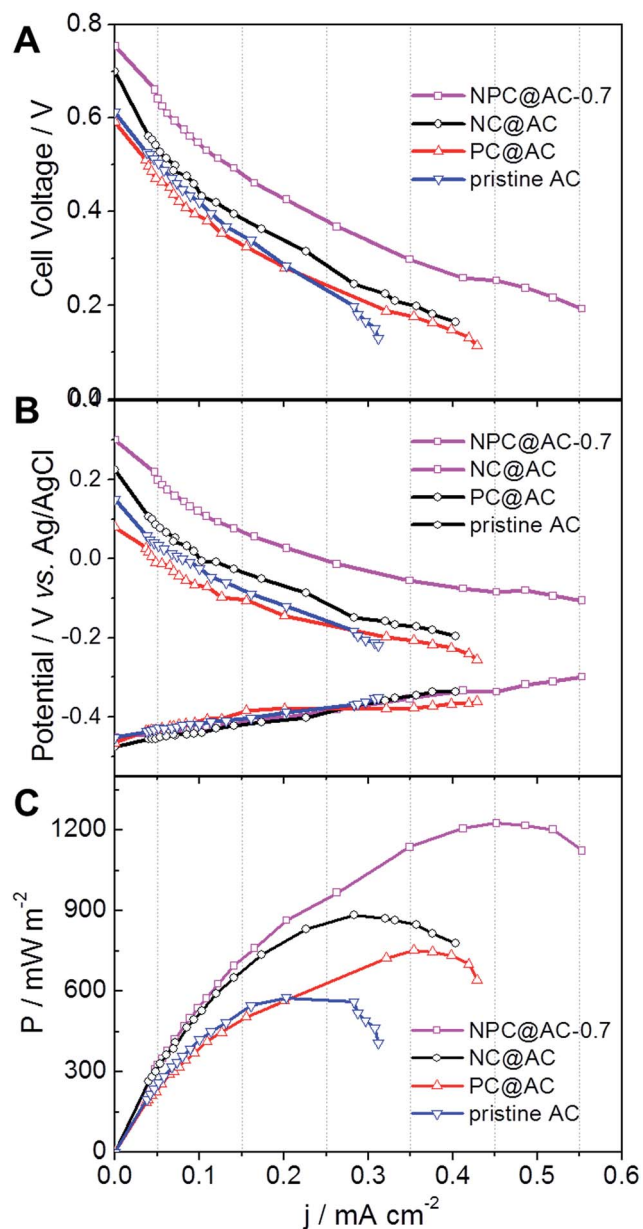 A
Cell Voltage / V
0.8
0.6
0.4
0.2
0.0
NPC@AC-0.7
NC@AC
PC@AC
pristine AC
B
Potential / V vs. Ag/AgCl
0.4
0.2
0.0
-0.2
-0.4
NPC@AC-0.7
NC@AC
PC@AC
pristine AC
C
P / mW m-2
1200
900
600
300
0
NPC@AC-0.7
NC@AC
PC@AC
pristine AC
0.0 0.1 0.2 0.3 0.4 0.5 0.6
j / mA cm-2